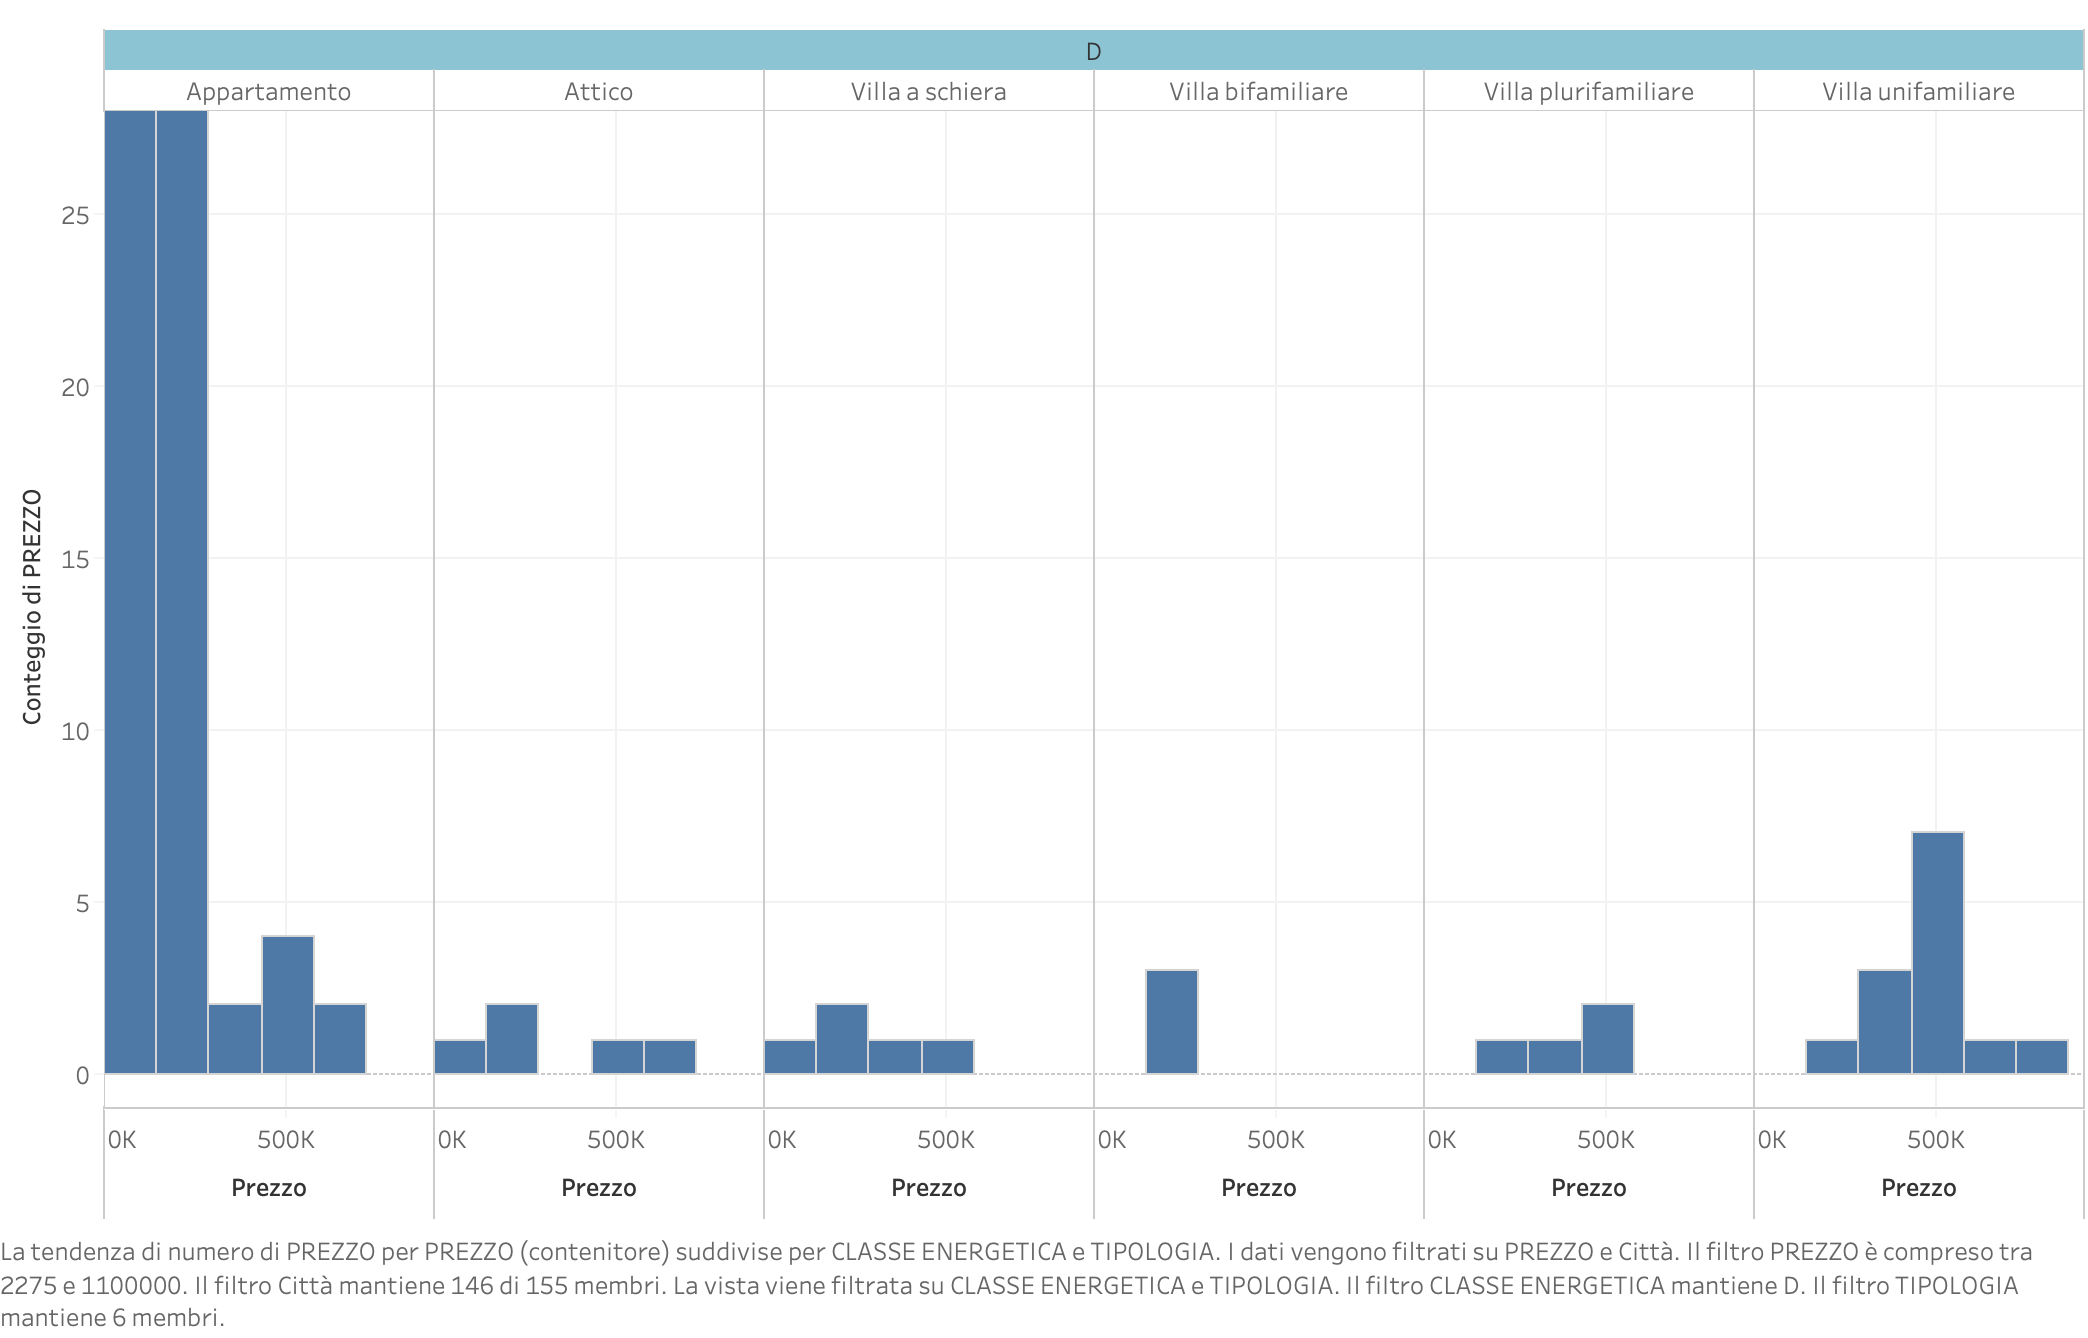 D
Appartamento Attico Villa a schiera Villa bifamiliare Villa plurifamiliare Villa unifamiliare
Conteggio di PREZZO
25
20
15
10
5
0
0K 500K 0K 500K 0K 500K 0K 500K 0K 500K 0K 500K
Prezzo Prezzo Prezzo Prezzo Prezzo Prezzo
La tendenza di numero di PREZZO per PREZZO (contenitore) suddivise per CLASSE ENERGETICA e TIPOLOGIA. I dati vengono filtrati su PREZZO e Città. Il filtro PREZZO è compreso tra
2275 e 1100000. Il filtro Città mantiene 146 di 155 membri. La vista viene filtrata su CLASSE ENERGETICA e TIPOLOGIA. Il filtro CLASSE ENERGETICA mantiene D. Il filtro TIPOLOGIA
mantiene 6 membri.